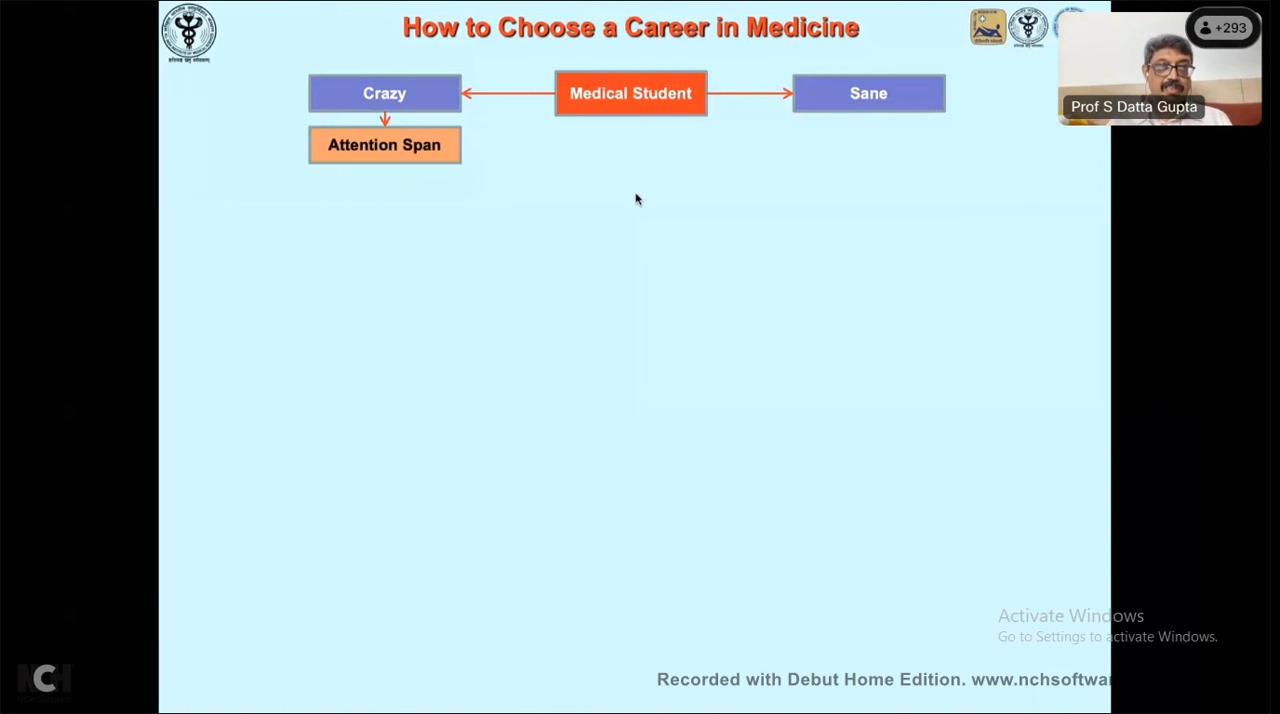 How to Choose a Career in Medicine
+293
Crazy
Medical Student
Sane
Prof S Datta Gupta
Attention Span
Activate Windows
Go to Settings to activate Windows.
NCH
Recorded with Debut Home Edition. www.nchsoftwar